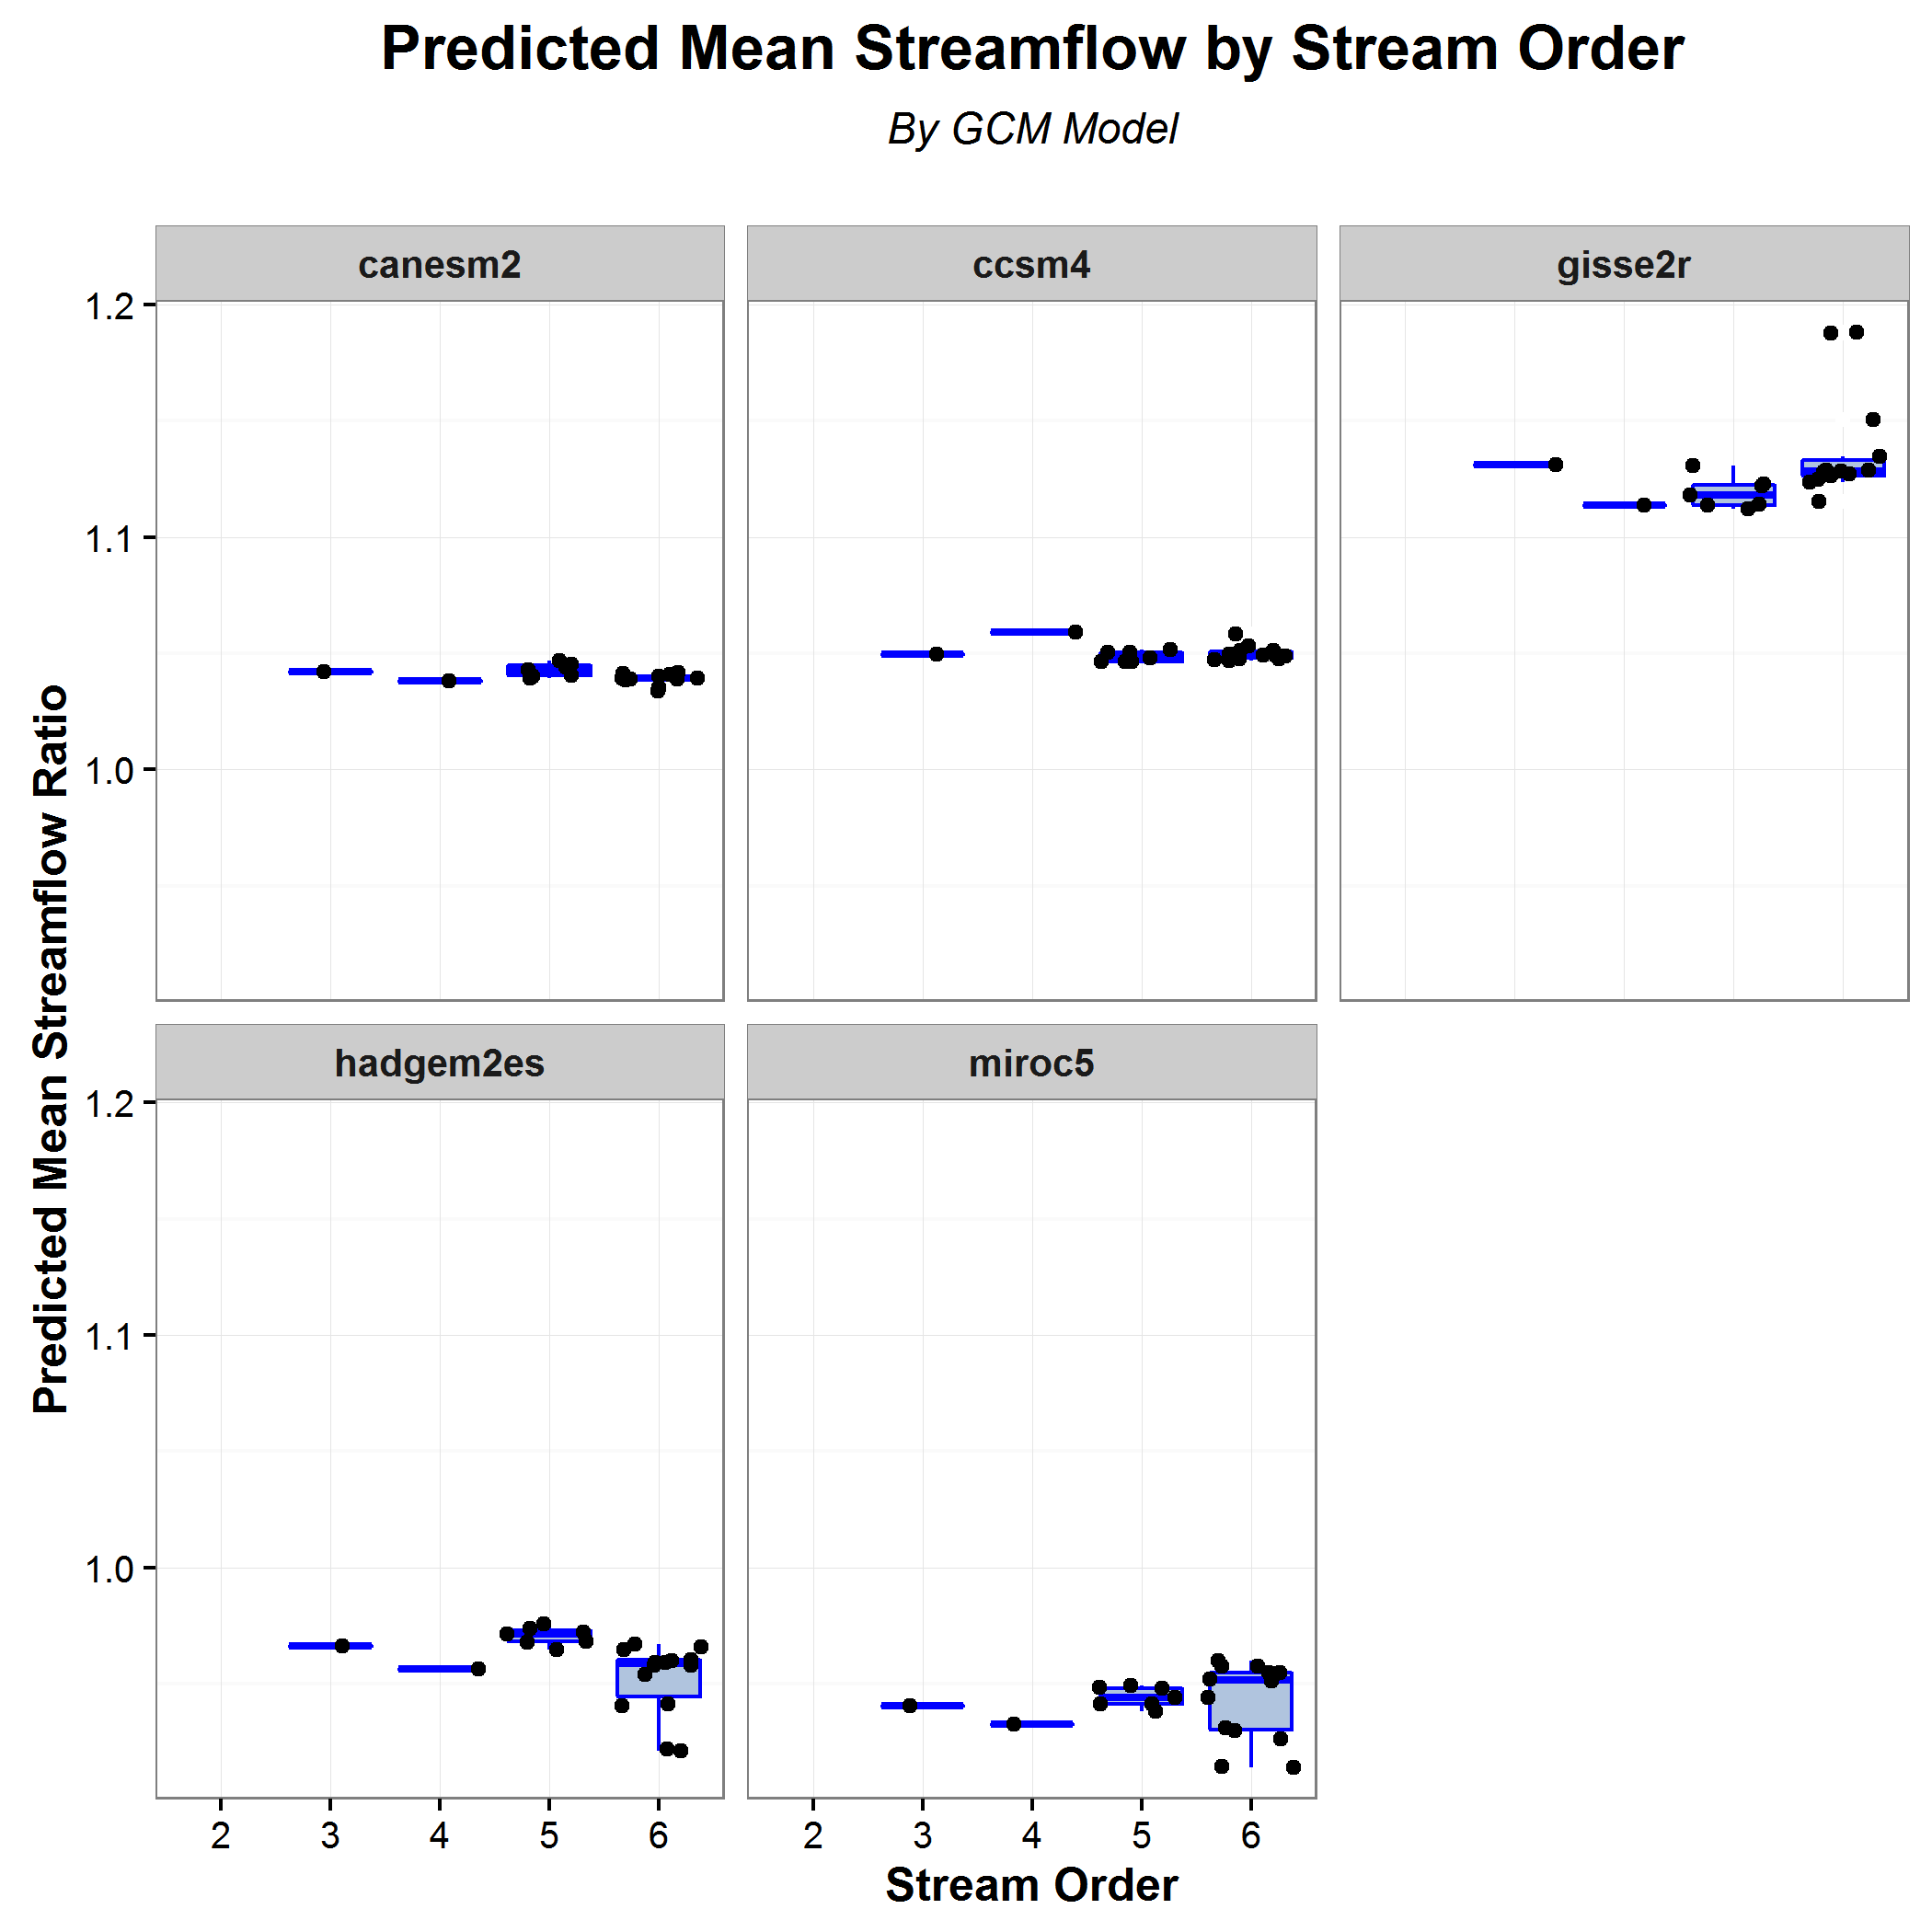 Predicted Mean Streamflow by Stream Order
By GCM Model
canesm2
ccsm4
gisse2r
1.2
1.1
1.0
Predicted Mean Streamflow Ratio
hadgem2es
miroc5
1.2
1.1
1.0
2 3 4 5 6
2 3 4 5 6
Stream Order